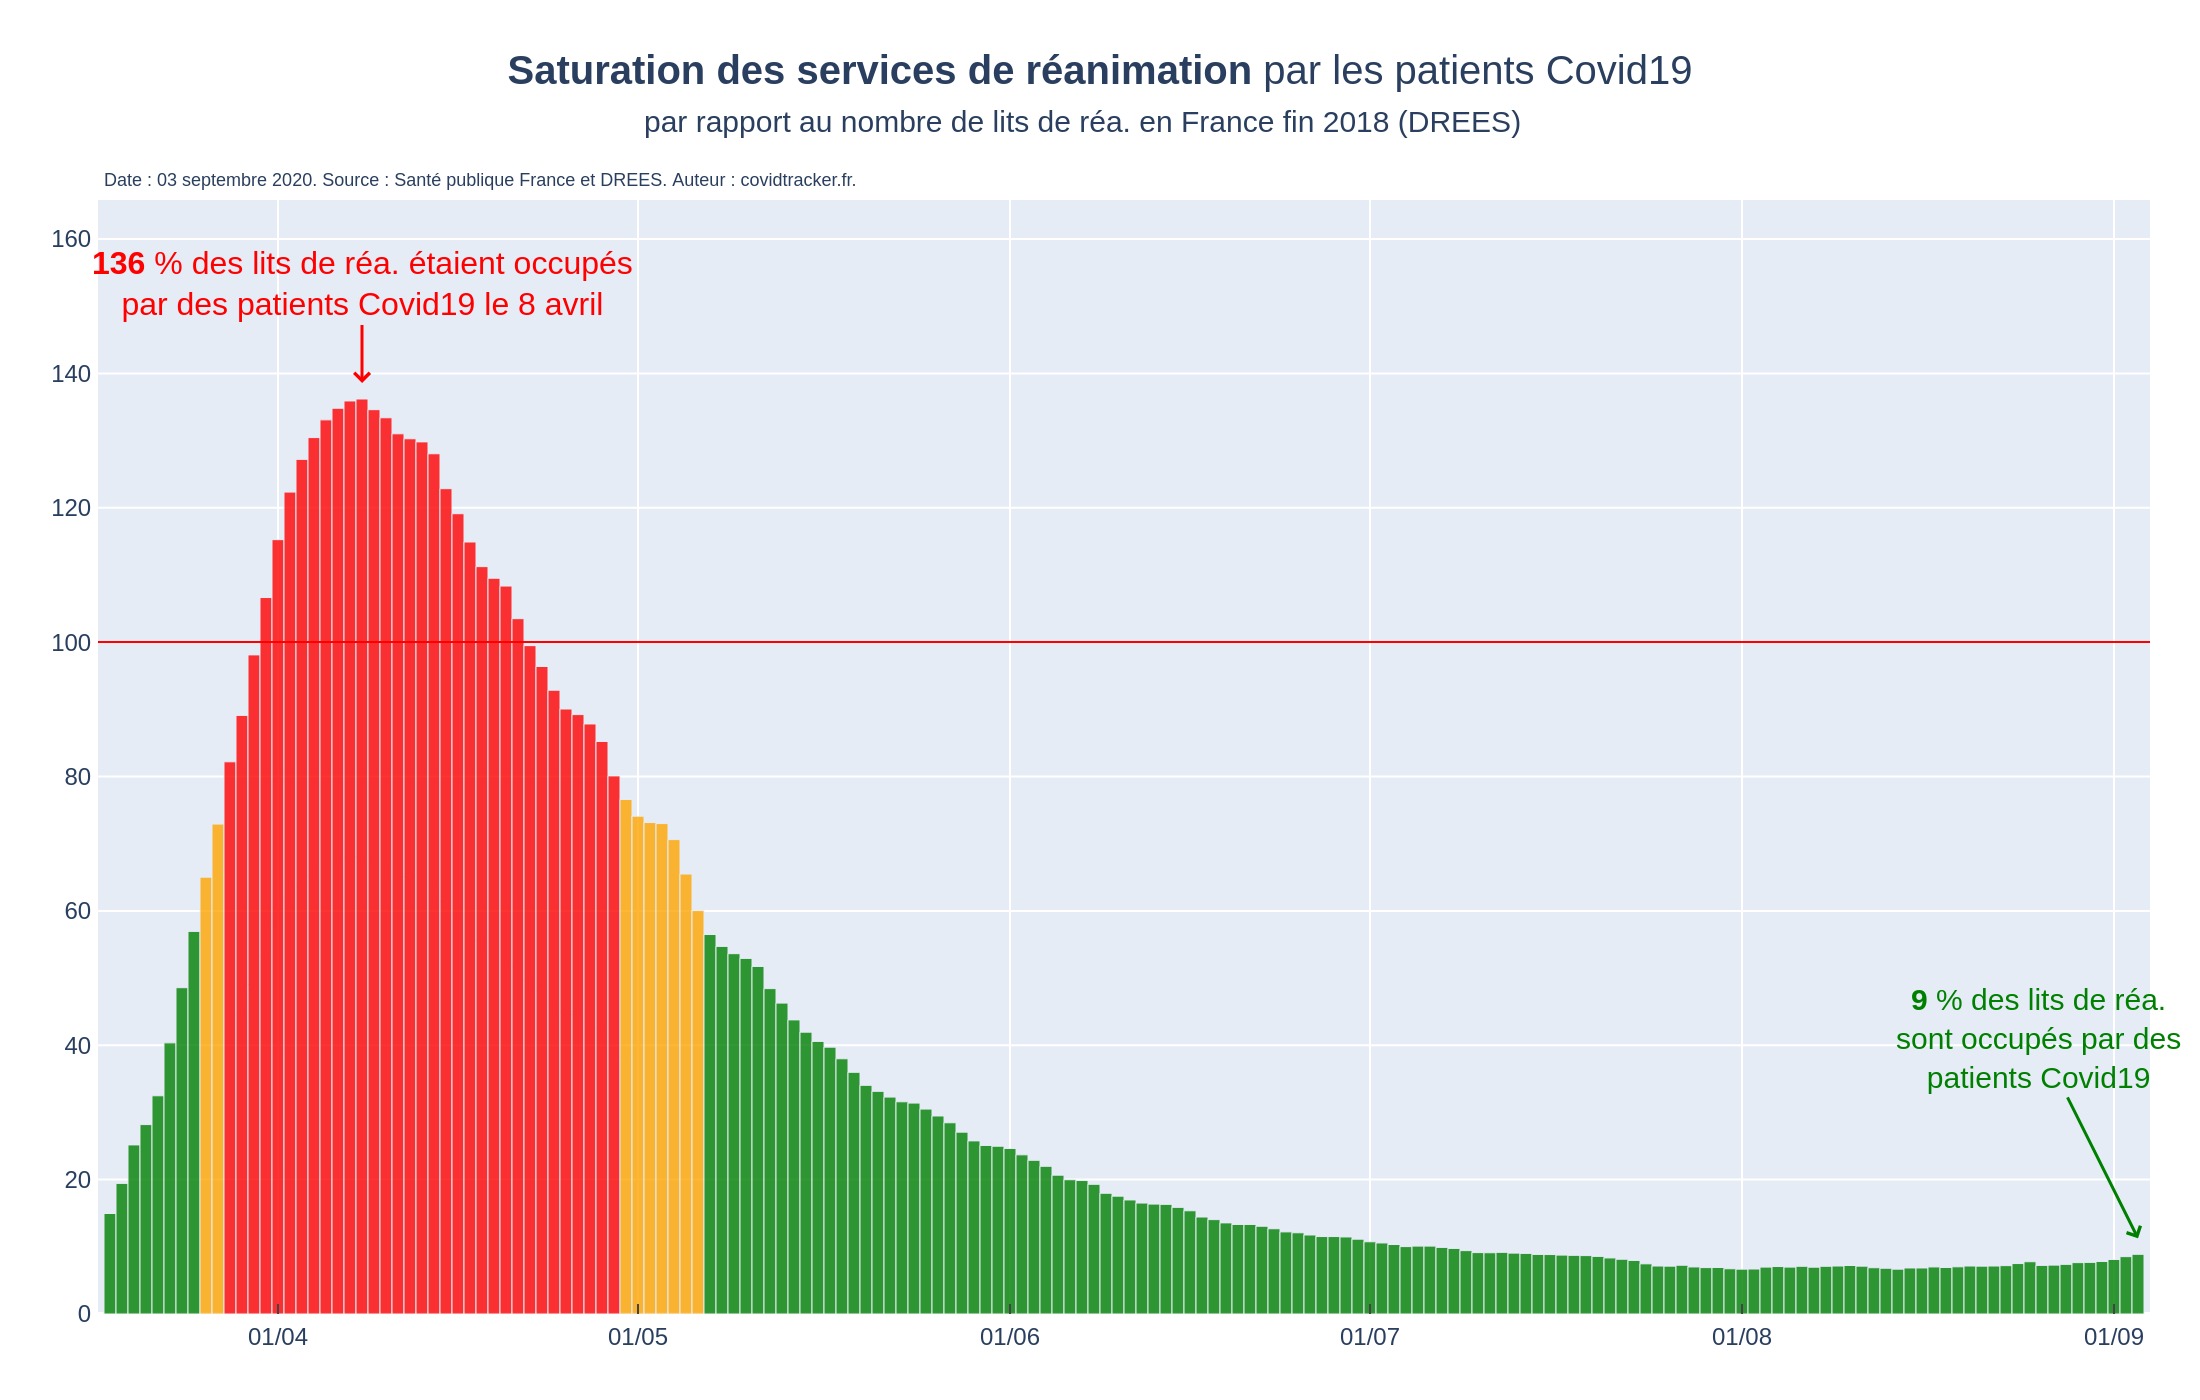 Saturation des services de réanimation par les patients Covid19
par rapport au nombre de lits de réa. en France fin 2018 (DREES)
Date : 03 septembre 2020. Source : Santé publique France et DREES. Auteur : covidtracker.fr.
160
136 % des lits de réa. étaient occupés
par des patients Covid19 le 8 avril
140
120
100
80
60
9 % des lits de réa.
sont occupés par des
patients Covid19
40
20
0
01/04
01/05
01/06
01/07
01/08
01/09